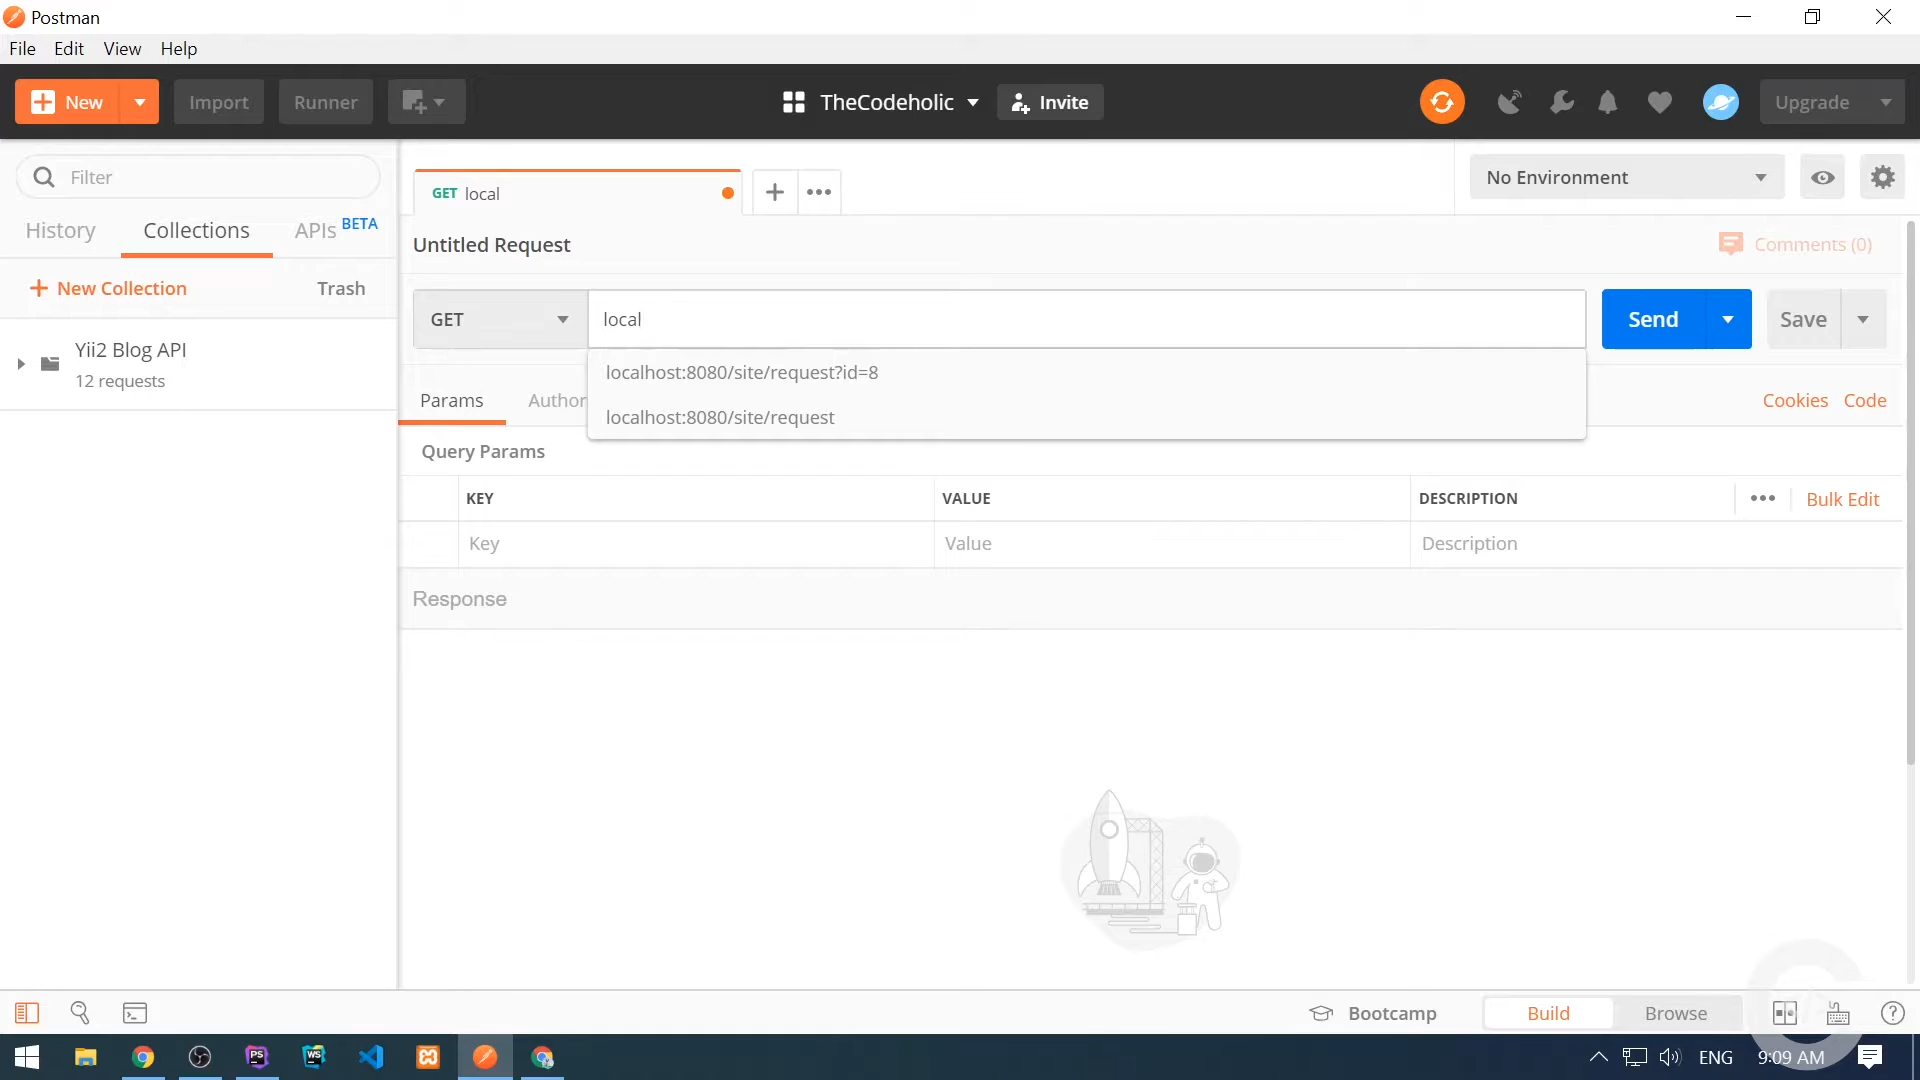 Postman
File Edit View Help
New Import Runner TheCodeholic Invite Upgrade
Filter
GET local
No Environment
History Collections APIs BETA
Untitled Request
Comments (0)
New Collection Trash
GET local Send Save
Yii2 Blog API
12 requests
localhost:8080/site/request?id=8
Params Author Cookies Code
localhost:8080/site/request
Query Params
KEY VALUE DESCRIPTION Bulk Edit
Key Value Description
Response
Bootcamp Build Browse
PS WS ENG 9:09 AM